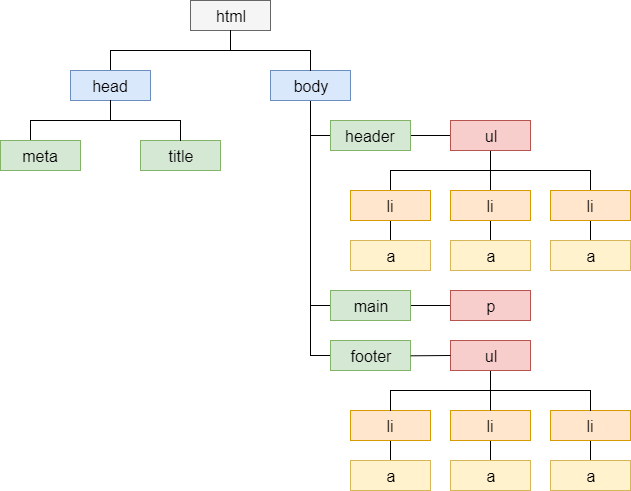 html
head
body
meta
title
header
ul
li
li
li
a
a
a
main
p
footer
ul
li
li
li
a
a
a